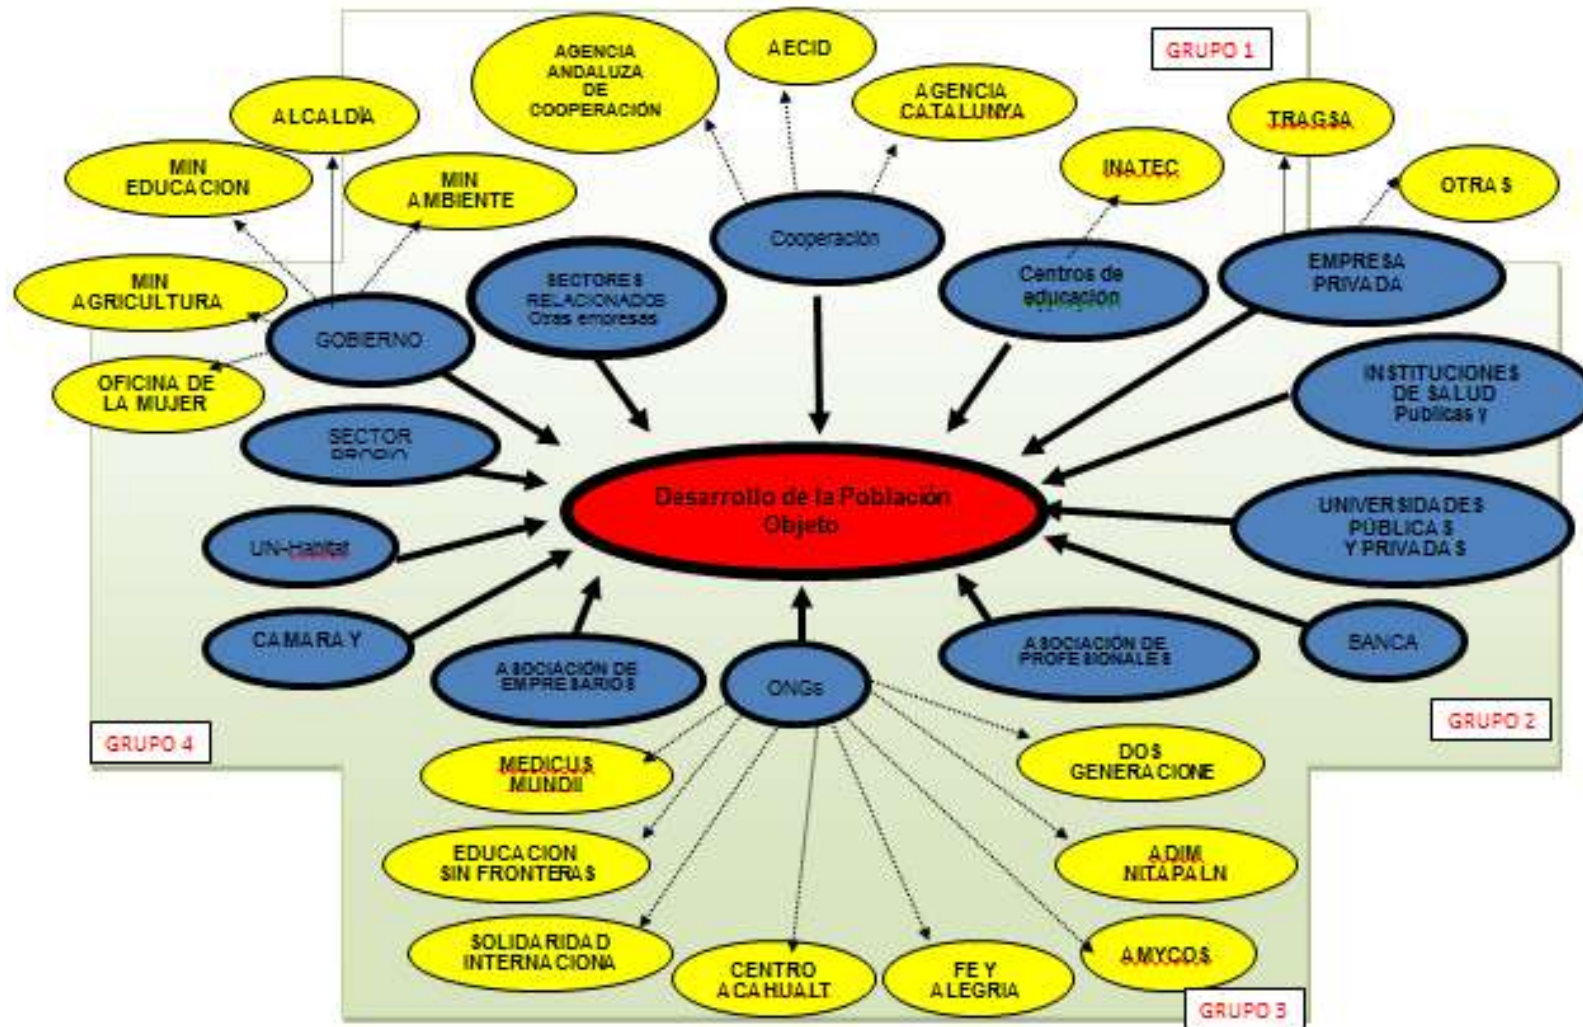 AGENCIA
ANDALUZA
DE
COOPERACIÓN
AECID
AGENCIA
CATALUNYA
GRUPO 1
ALCALDÍA
MIN
EDUCACION
MIN
AMBIENTE
INATEC
TRAGSA
OTRAS
MIN
AGRICULTURA
OFICINA DE
LA MUJER
GOBIERNO
SECTORES
RELACIONADOS
Otras empresas
Cooperación
Centros de
educación
EMPRESA
PRIVADA
INSTITUCIONES
DE SALUD
Publicas y
SECTOR
Desarrollo de la Población
Objeto
UNIVERSIDADES
PÚBLICAS
Y PRIVADAS
UN-Habitat
CAMARA Y
ASOCIACIÓN DE
EMPRESARIOS
ONGs
ASOCIACIÓN DE
PROFESIONALES
BANCA
GRUPO 4
GRUPO 2
MEDICUS
MUNDII
DOS
GENERACIONE
EDUCACION
SIN FRONTERAS
ADIM
NITAPALN
SOLIDARIDAD
INTERNACIONA
CENTRO
ACAHUALT
FE Y
ALEGRIA
AMYCOS
GRUPO 3